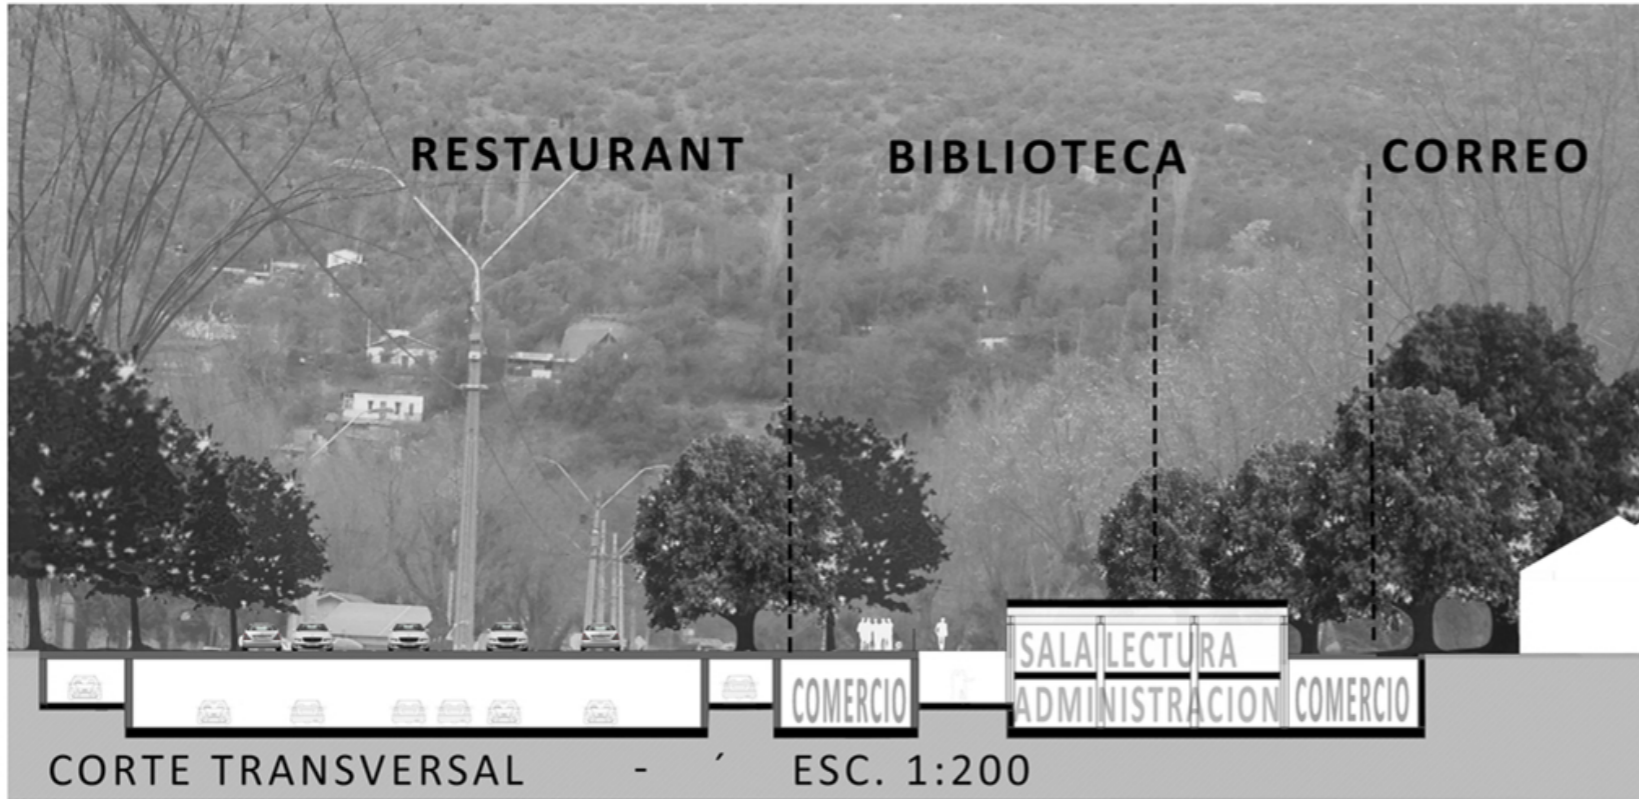 RESTAURANT BIBLIOTECA CORREO
SALA LECTURA
COMERCIO ADMINISTRACION COMERCIO
CORTE TRANSVERSAL - ´ ESC. 1:200